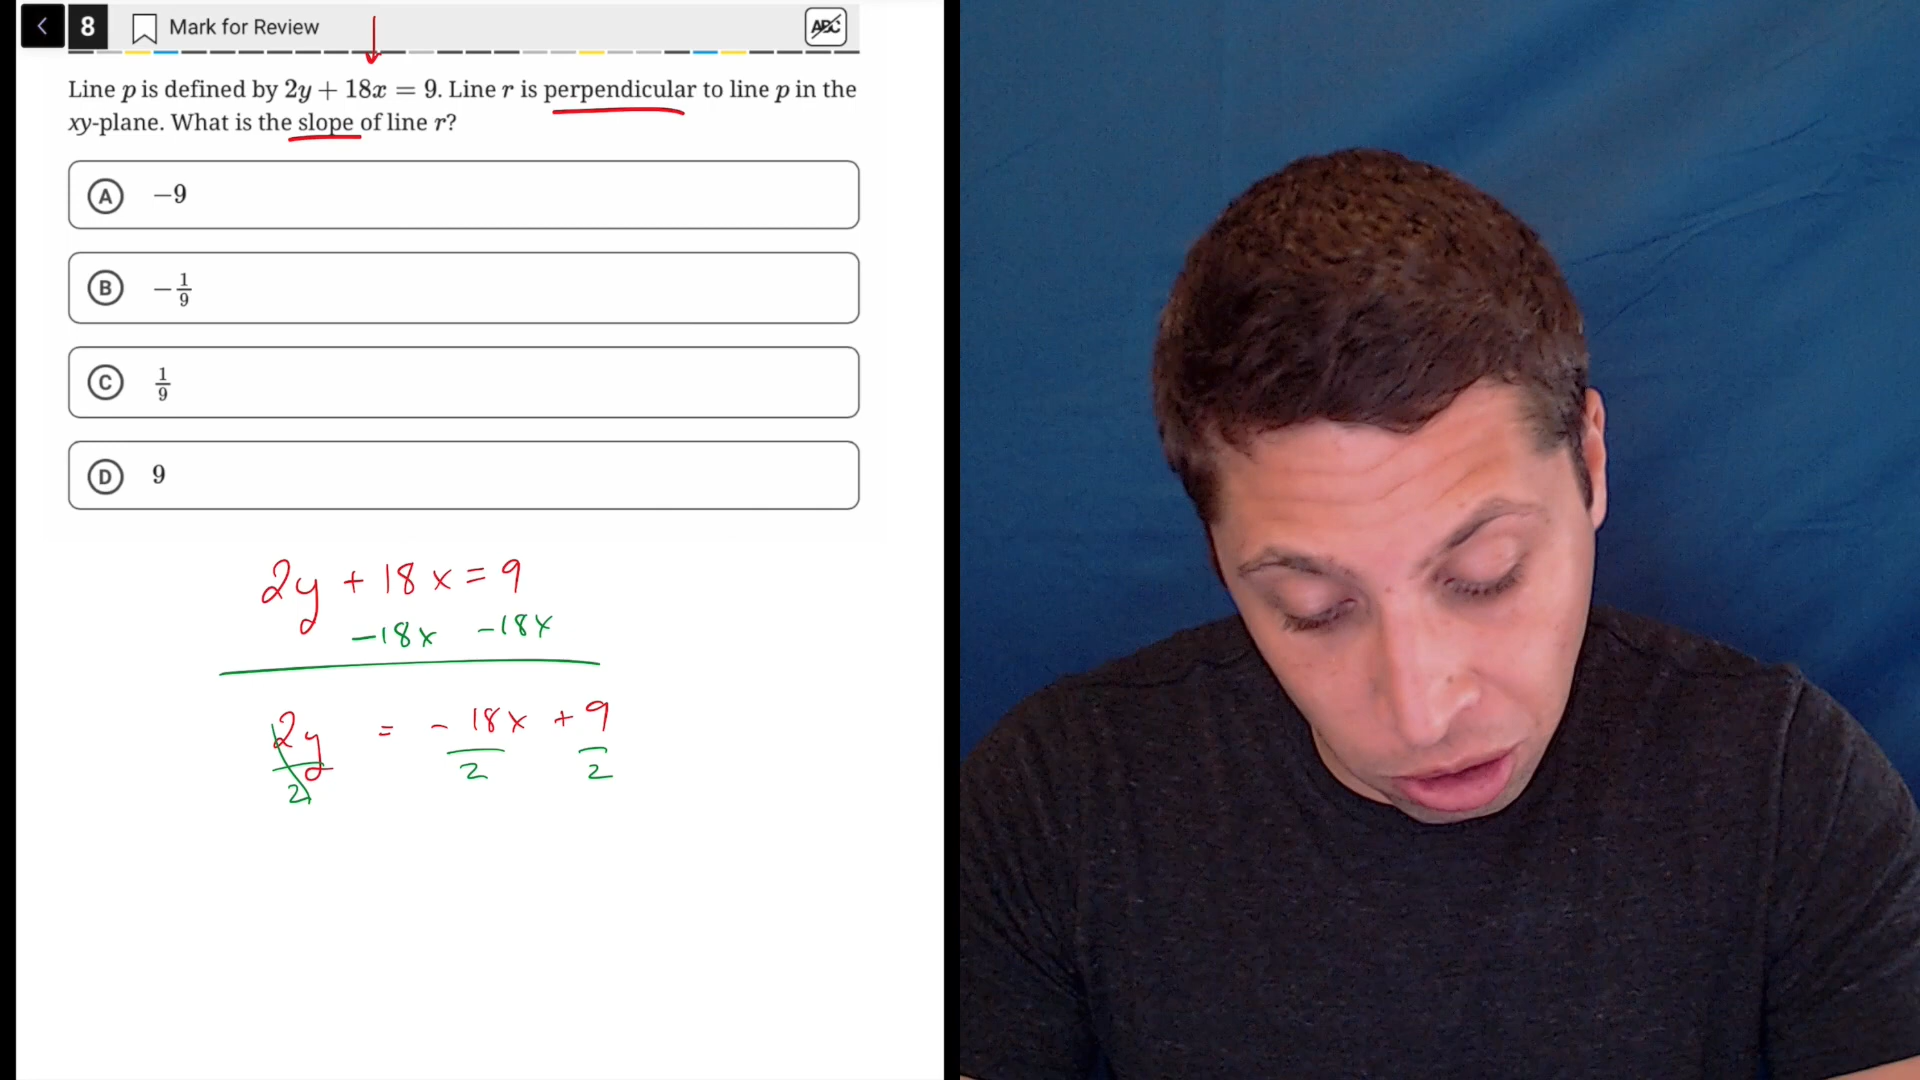 8 Mark for Review ABC
Line p is defined by 2y + 18x = 9. Line r is perpendicular to line p in the
xy-plane. What is the slope of line r?
A −9
B −1/9
C 1/9
D 9
2y + 18x = 9
−18x −18x
2y/2 = −18x/2 + 9/2